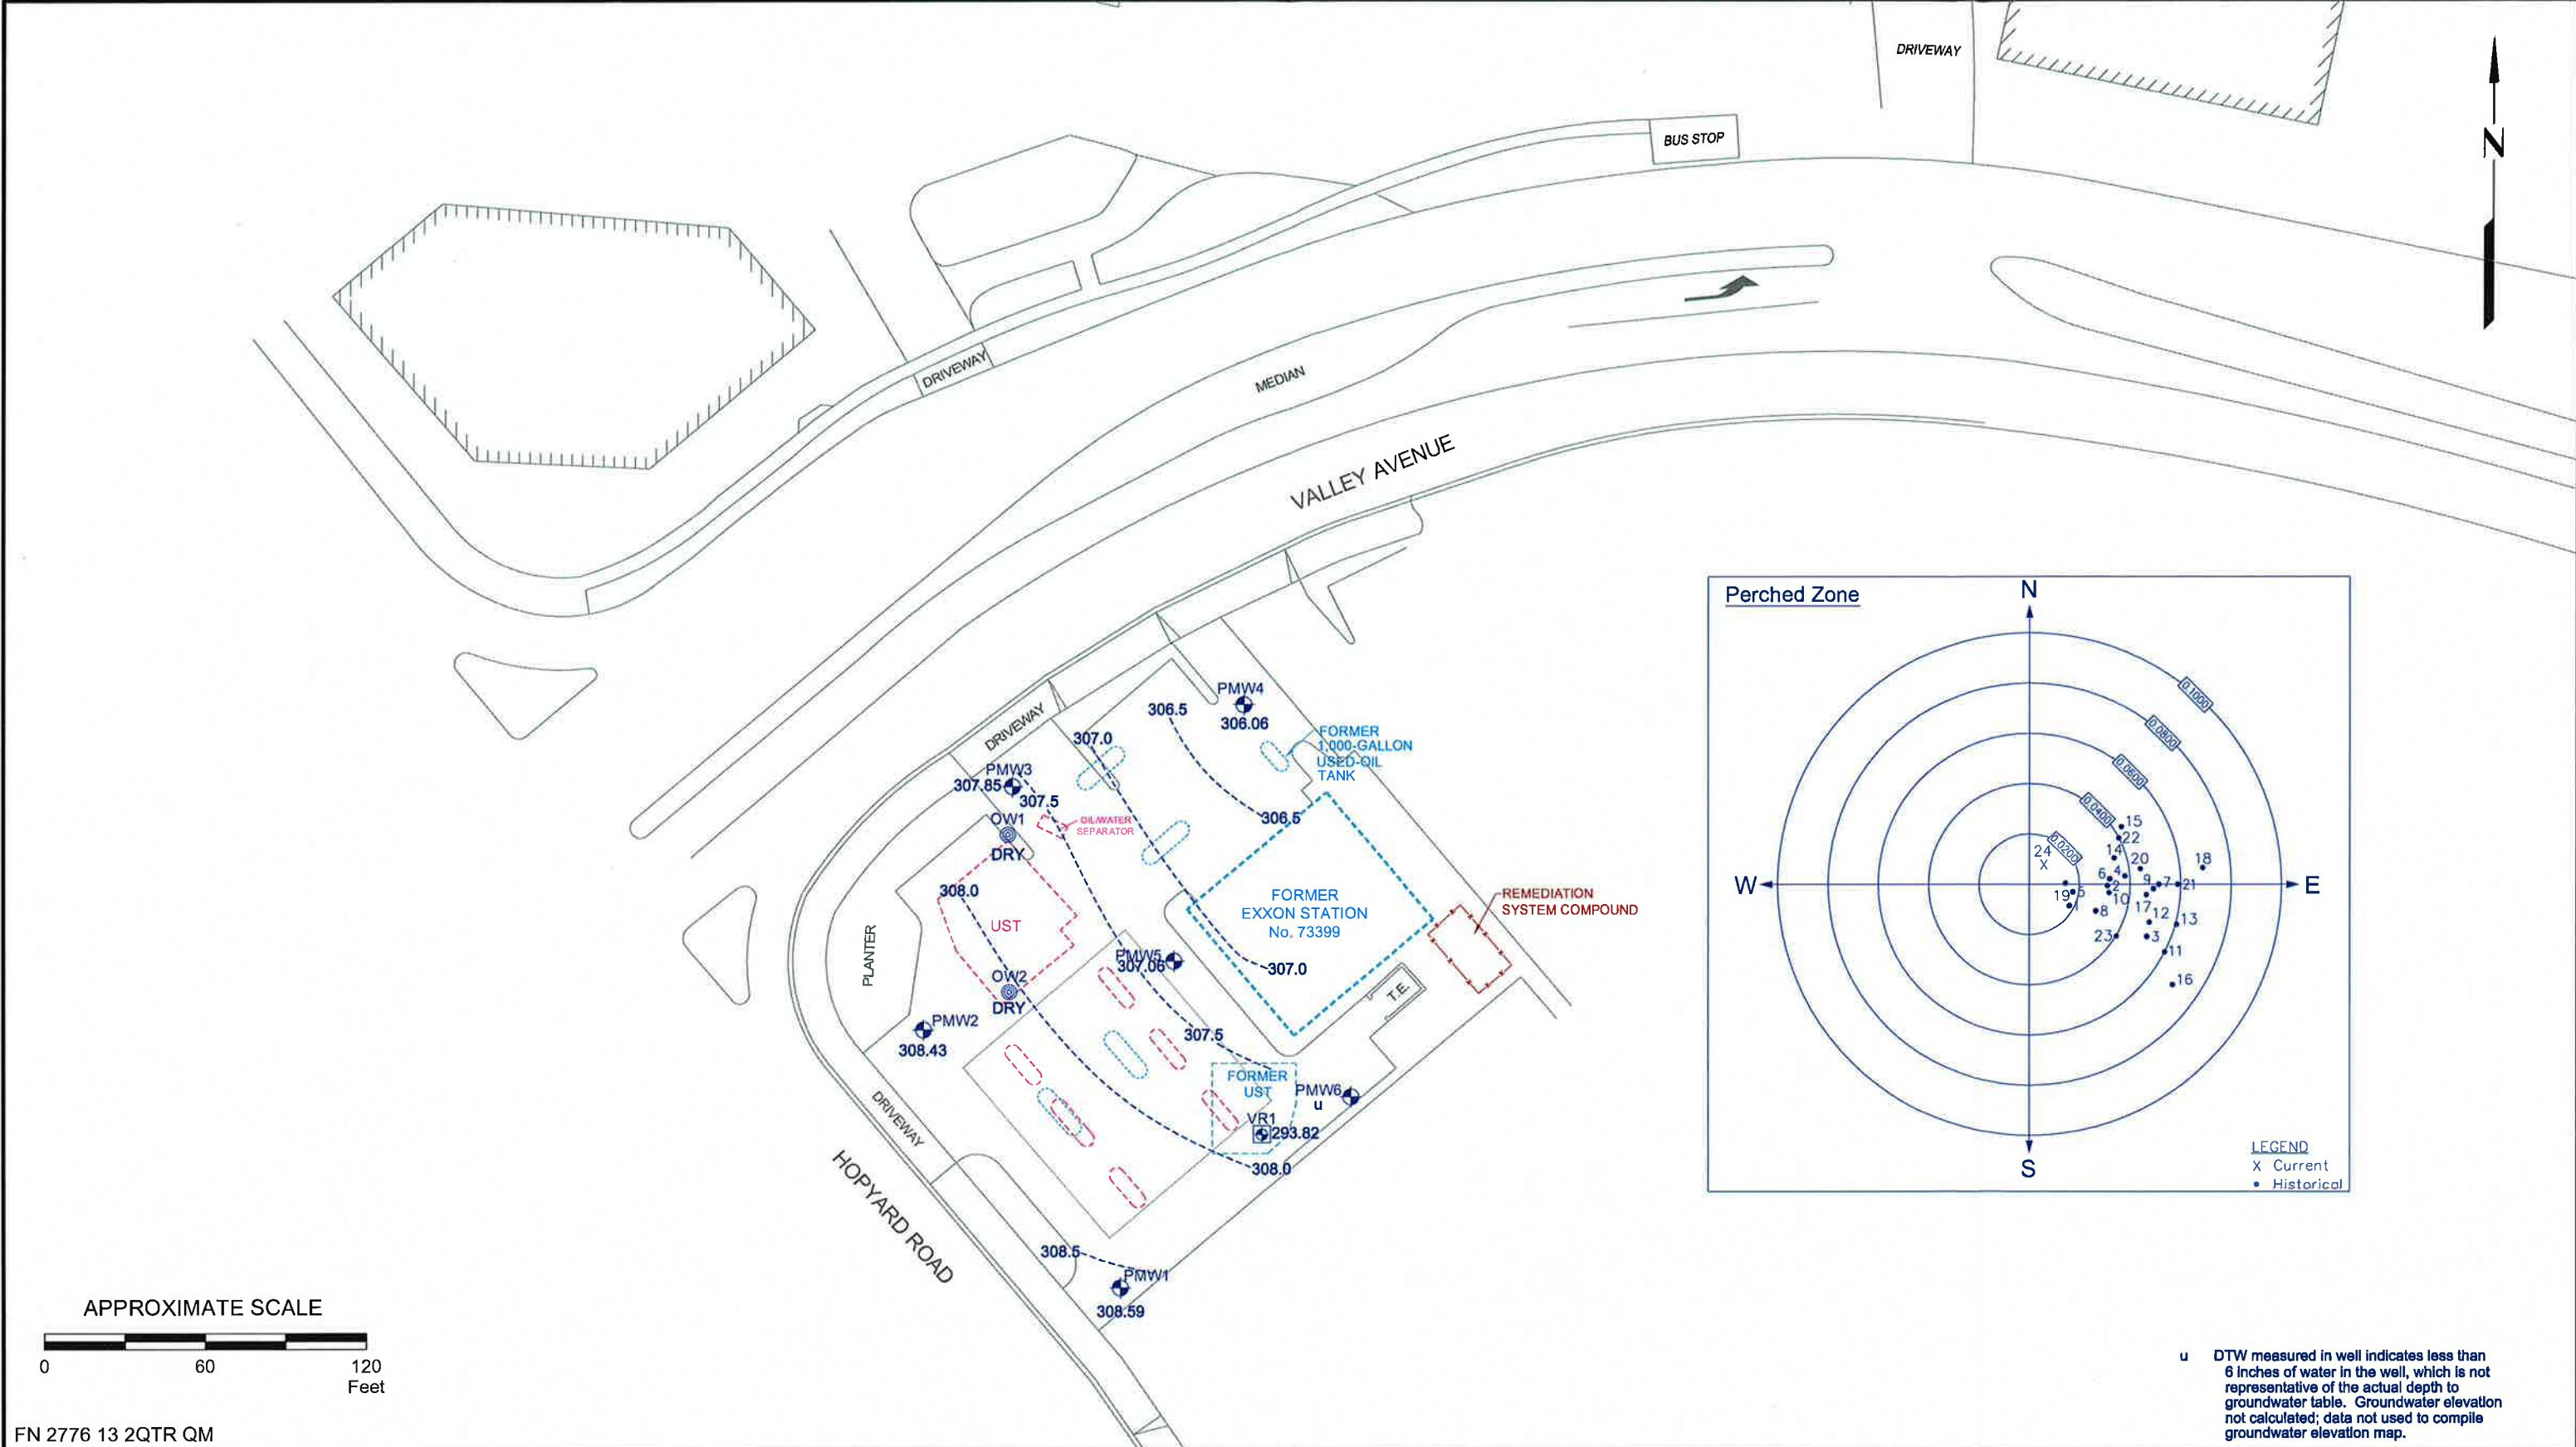 DRIVEWAY
BUS STOP
N
DRIVEWAY
MEDIAN
VALLEY AVENUE
PMW4
306.06
306.5
307.0
FORMER
1,000-GALLON
USED-OIL
TANK
DRIVEWAY
PMW3
307.85
307.5
OW1
DRY
OIL/WATER
SEPARATOR
306.5
308.0
UST
FORMER
EXXON STATION
No. 73399
REMEDIATION
SYSTEM COMPOUND
PLANTER
PMW5
307.06
307.0
OW2
DRY
T.E.
PMW2
308.43
307.5
FORMER
UST
PMW6
u
VR1
293.82
308.0
DRIVEWAY
HOPYARD ROAD
308.5
PMW1
308.59
Perched Zone
N
W
E
S
0.1000
0.0800
0.0600
0.0400
0.0200
15
22
14
24
X
20
18
6
4
9
7
21
2
19
5
1
10
8
17
12
13
23
3
11
16
LEGEND
X Current
• Historical
APPROXIMATE SCALE
0 60 120
Feet
FN 2776 13 2QTR QM
u DTW measured in well indicates less than
6 inches of water in the well, which is not
representative of the actual depth to
groundwater table. Groundwater elevation
not calculated; data not used to compile
groundwater elevation map.